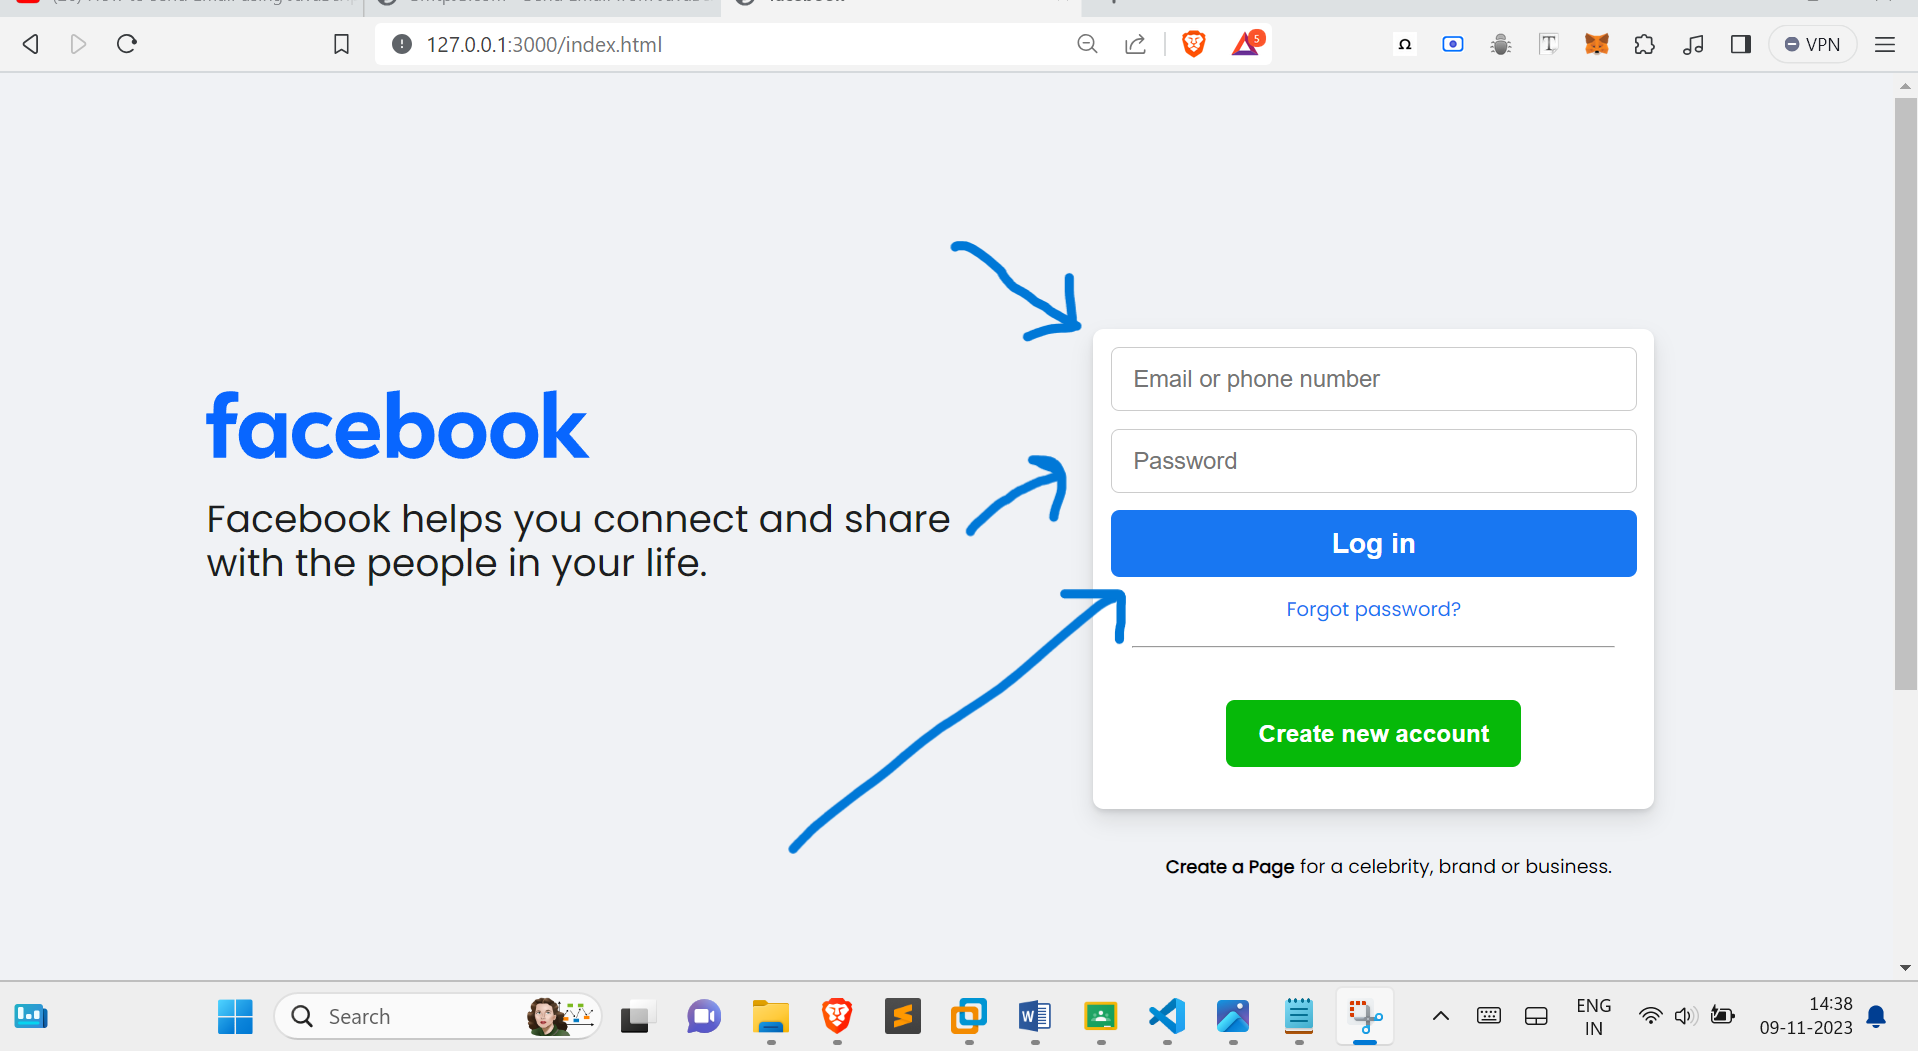 127.0.0.1:3000/index.html
5
VPN
facebook
Facebook helps you connect and share
with the people in your life.
Email or phone number
Password
Log in
Forgot password?
Create new account
Create a Page for a celebrity, brand or business.
Search
ENG
IN
14:38
09-11-2023